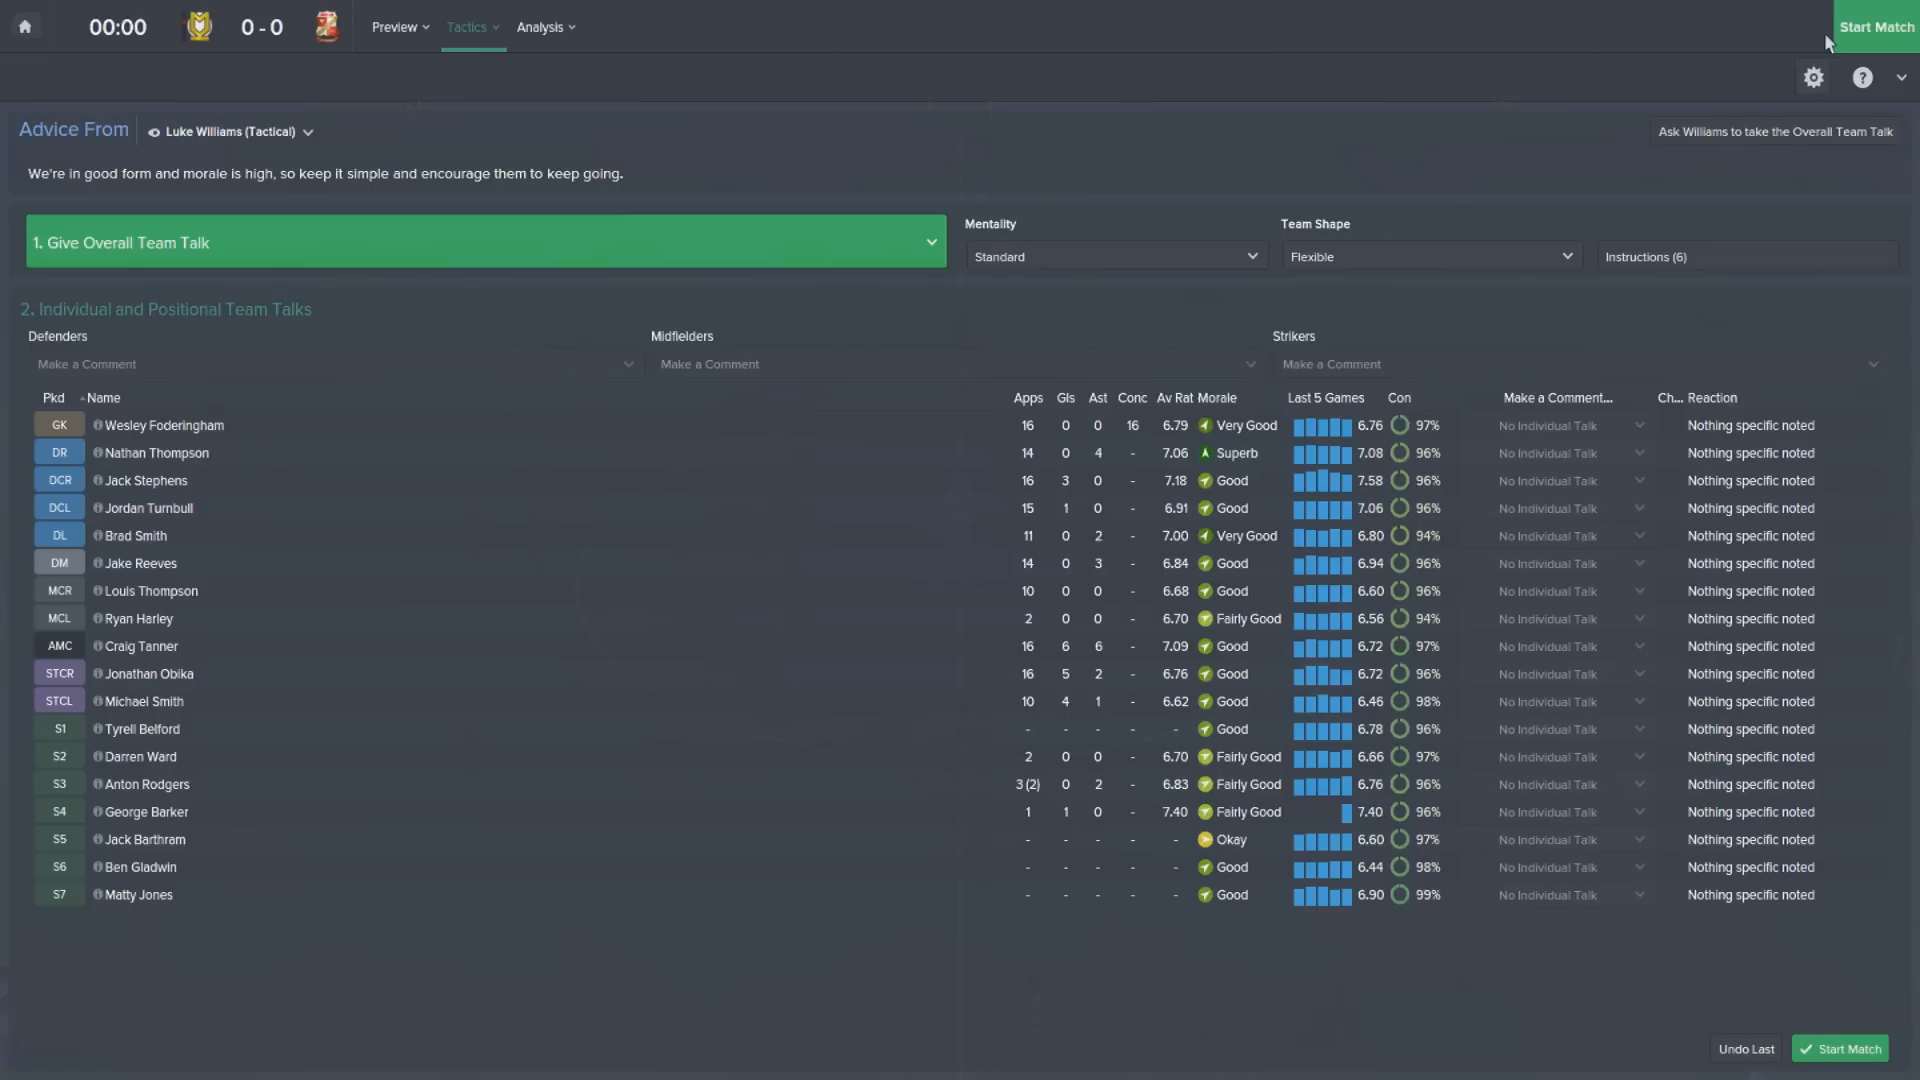 00:00 0 - 0 Preview Tactics Analysis Start Match
?
Advice From Luke Williams (Tactical) Ask Williams to take the Overall Team Talk
We're in good form and morale is high, so keep it simple and encourage them to keep going.
1. Give Overall Team Talk
Mentality Team Shape
Standard Flexible Instructions (6)
2. Individual and Positional Team Talks
Defenders Midfielders Strikers
Make a Comment Make a Comment Make a Comment
Pkd Name Apps Gls Ast Conc Av Rat Morale Last 5 Games Con Make a Comment... Ch... Reaction
GK Wesley Foderingham 16 0 0 16 6.79 Very Good 6.76 97% No Individual Talk Nothing specific noted
DR Nathan Thompson 14 0 4 - 7.06 Superb 7.08 96% No Individual Talk Nothing specific noted
DCR Jack Stephens 16 3 0 - 7.18 Good 7.58 96% No Individual Talk Nothing specific noted
DCL Jordan Turnbull 15 1 0 - 6.91 Good 7.06 96% No Individual Talk Nothing specific noted
DL Brad Smith 11 0 2 - 7.00 Very Good 6.80 94% No Individual Talk Nothing specific noted
DM Jake Reeves 14 0 3 - 6.84 Good 6.94 96% No Individual Talk Nothing specific noted
MCR Louis Thompson 10 0 0 - 6.68 Good 6.60 96% No Individual Talk Nothing specific noted
MCL Ryan Harley 2 0 0 - 6.70 Fairly Good 6.56 94% No Individual Talk Nothing specific noted
AMC Craig Tanner 16 6 6 - 7.09 Good 6.72 97% No Individual Talk Nothing specific noted
STCR Jonathan Obika 16 5 2 - 6.76 Good 6.72 96% No Individual Talk Nothing specific noted
STCL Michael Smith 10 4 1 - 6.62 Good 6.46 98% No Individual Talk Nothing specific noted
S1 Tyrell Belford - - - - - Good 6.78 96% No Individual Talk Nothing specific noted
S2 Darren Ward 2 0 0 - 6.70 Fairly Good 6.66 97% No Individual Talk Nothing specific noted
S3 Anton Rodgers 3 (2) 0 2 - 6.83 Fairly Good 6.76 96% No Individual Talk Nothing specific noted
S4 George Barker 1 1 0 - 7.40 Fairly Good 7.40 96% No Individual Talk Nothing specific noted
S5 Jack Barthram - - - - - Okay 6.60 97% No Individual Talk Nothing specific noted
S6 Ben Gladwin - - - - - Good 6.44 98% No Individual Talk Nothing specific noted
S7 Matty Jones - - - - - Good 6.90 99% No Individual Talk Nothing specific noted
Undo Last Start Match